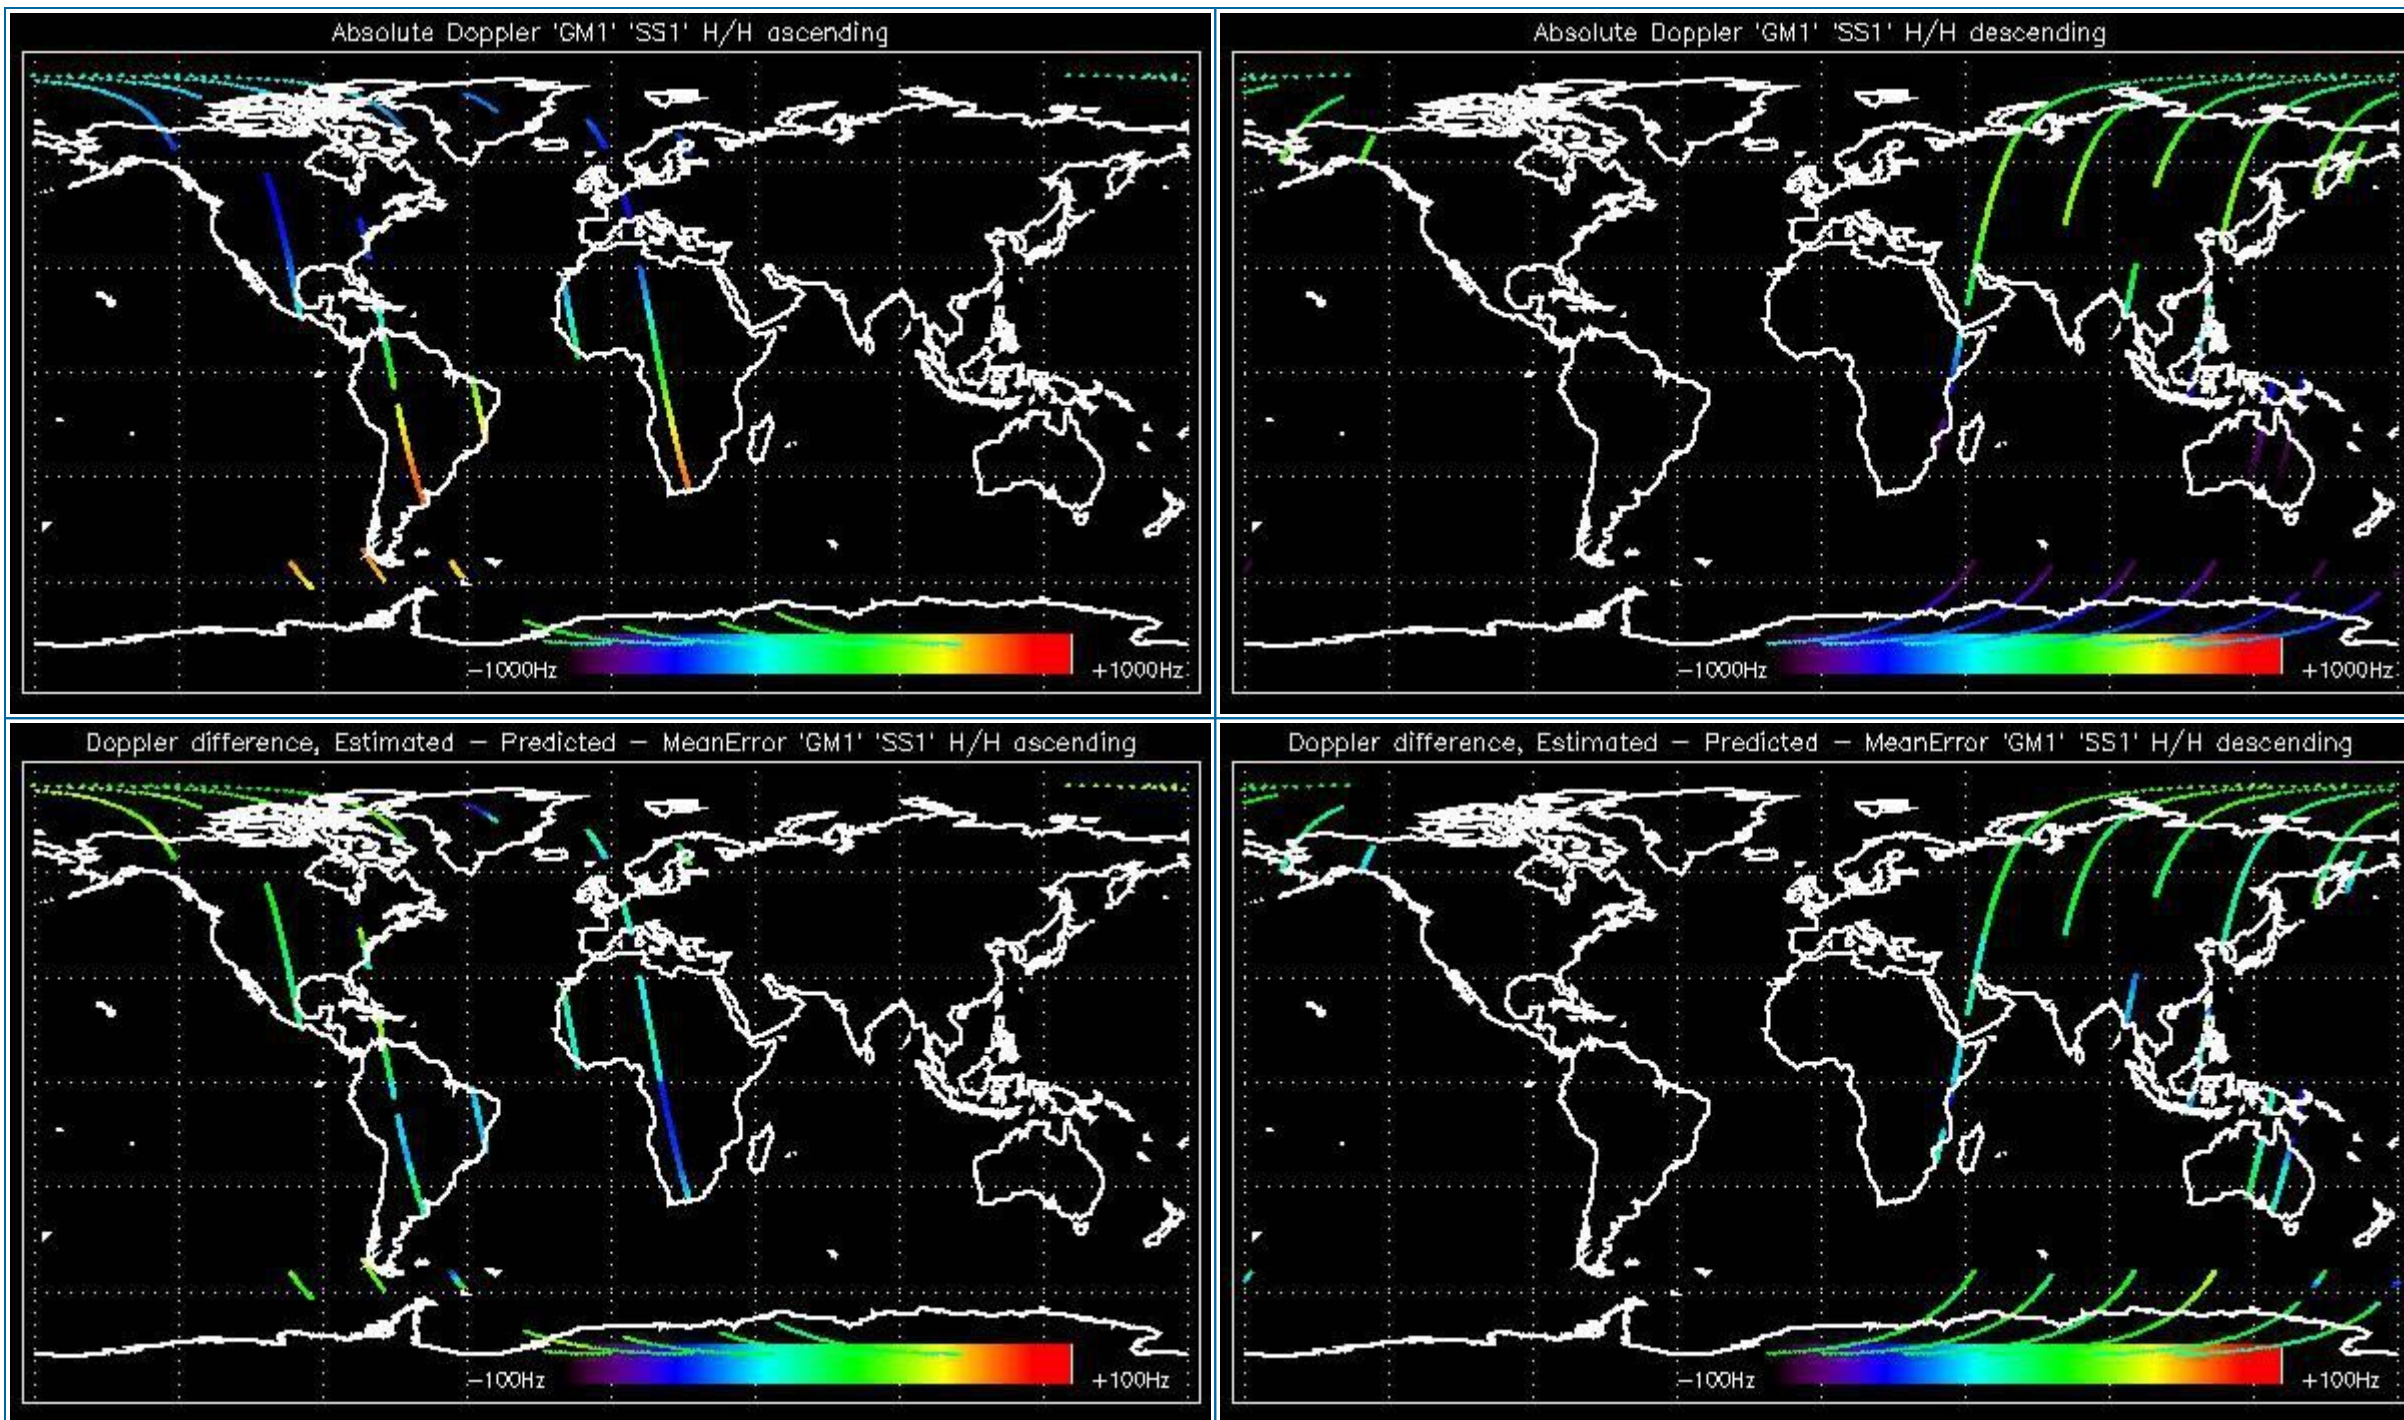 Absolute Doppler 'GM1' 'SS1' H/H ascending
-1000Hz
+1000Hz
Absolute Doppler 'GM1' 'SS1' H/H descending
-1000Hz
+1000Hz
Doppler difference, Estimated - Predicted - MeanError 'GM1' 'SS1' H/H ascending
-100Hz
+100Hz
Doppler difference, Estimated - Predicted - MeanError 'GM1' 'SS1' H/H descending
-100Hz
+100Hz